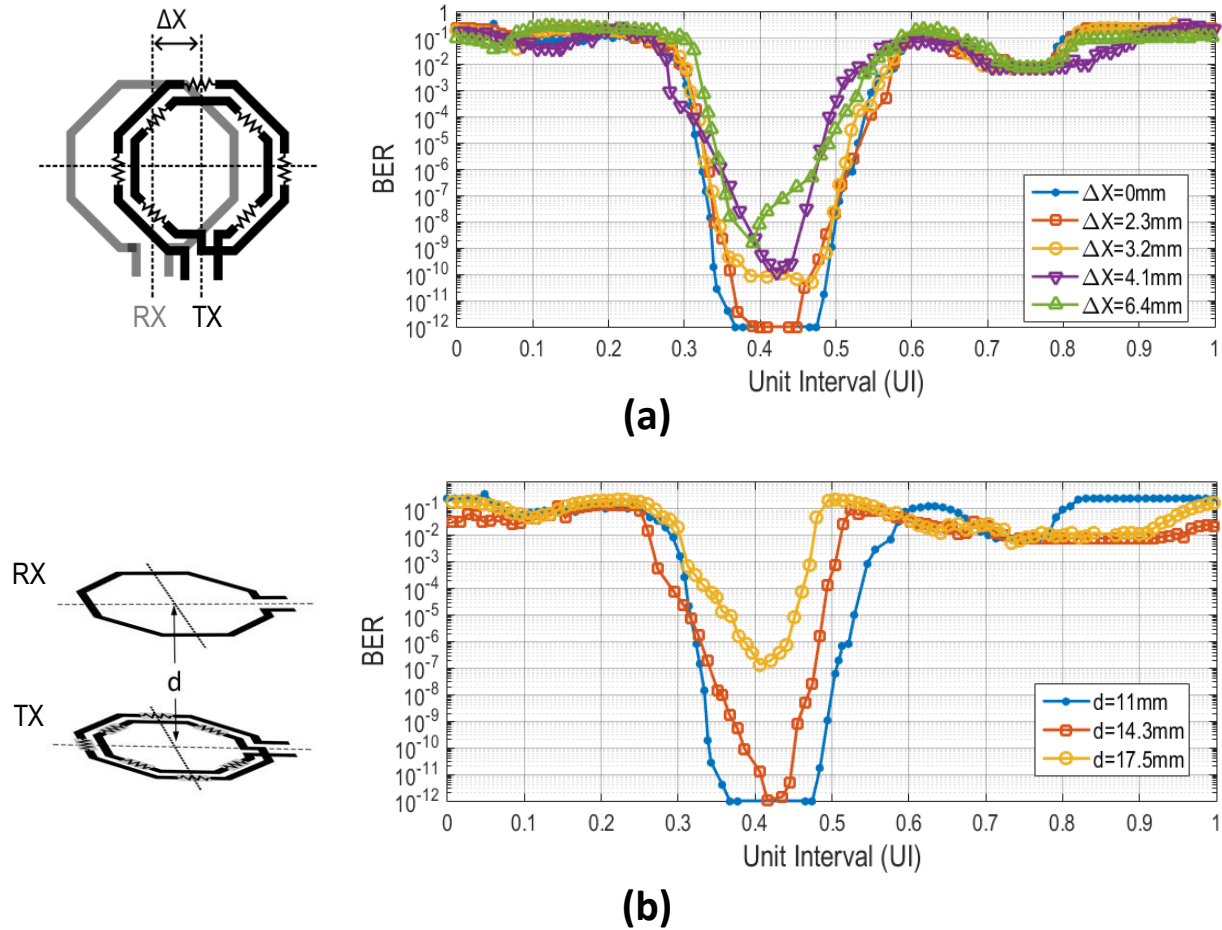 ΔX
RX TX
BER
1
10⁻¹
10⁻²
10⁻³
10⁻⁴
10⁻⁵
10⁻⁶
10⁻⁷
10⁻⁸
10⁻⁹
10⁻¹⁰
10⁻¹¹
10⁻¹²
ΔX=0mm
ΔX=2.3mm
ΔX=3.2mm
ΔX=4.1mm
ΔX=6.4mm
0 0.1 0.2 0.3 0.4 0.5 0.6 0.7 0.8 0.9 1
Unit Interval (UI)
(a)
RX
d
TX
BER
10⁻¹
10⁻²
10⁻³
10⁻⁴
10⁻⁵
10⁻⁶
10⁻⁷
10⁻⁸
10⁻⁹
10⁻¹⁰
10⁻¹¹
10⁻¹²
d=11mm
d=14.3mm
d=17.5mm
0 0.1 0.2 0.3 0.4 0.5 0.6 0.7 0.8 0.9 1
Unit Interval (UI)
(b)